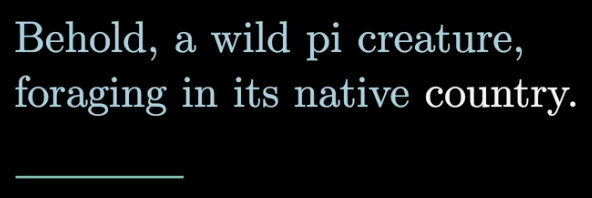 Behold, a wild pi creature,
foraging in its native country.